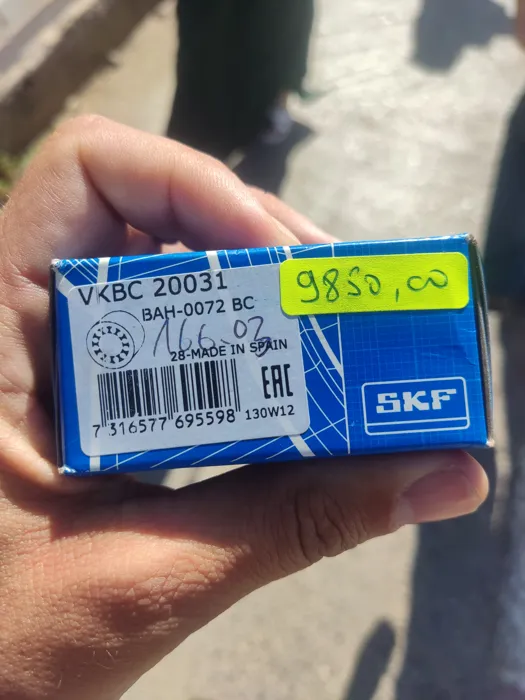 VKBC 20031
9850,00
BAH-0072 BC
166-03
28-MADE IN SPAIN
EAC
7 316577 695598
130W12
SKF